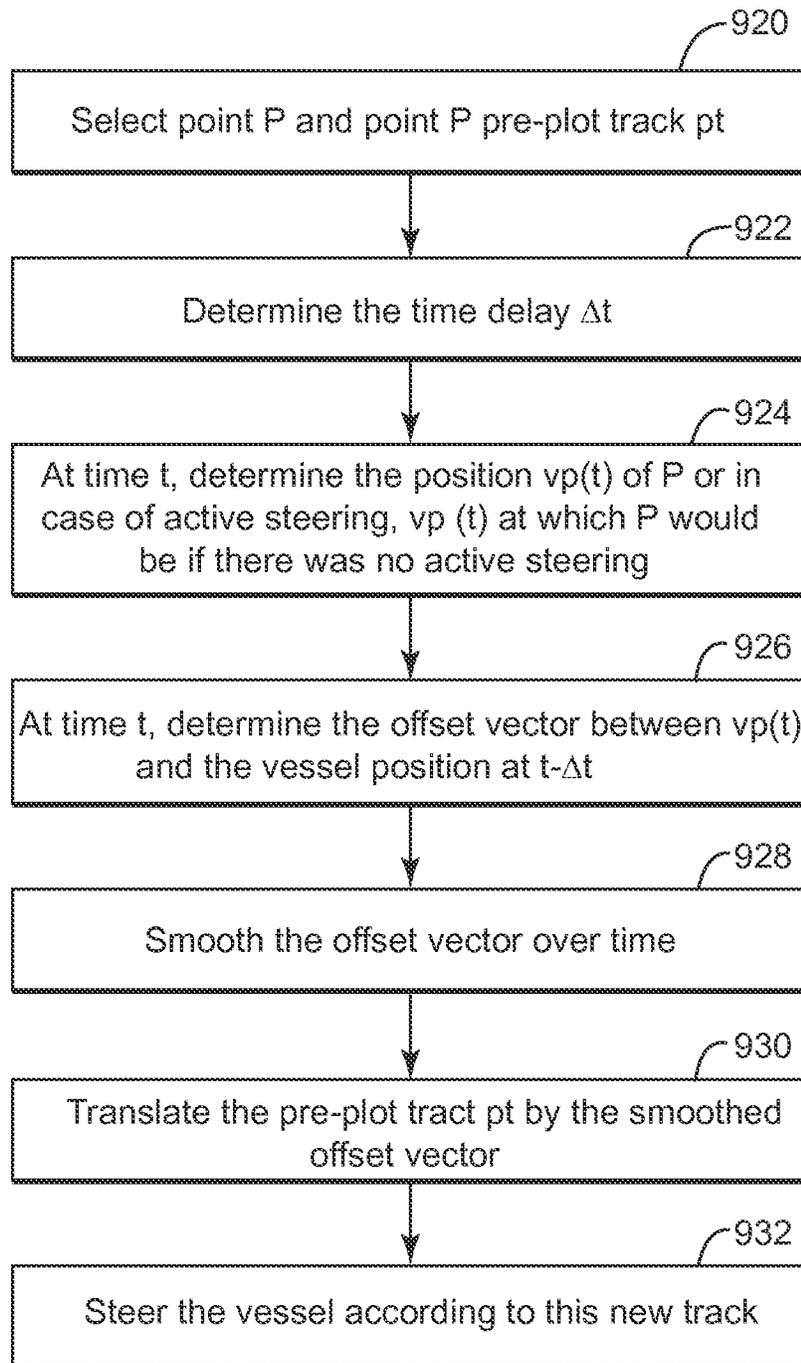 920
Select point P and point P pre-plot track pt
922
Determine the time delay Δt
924
At time t, determine the position vp(t) of P or in
case of active steering, vp (t) at which P would
be if there was no active steering
926
At time t, determine the offset vector between vp(t)
and the vessel position at t-Δt
928
Smooth the offset vector over time
930
Translate the pre-plot tract pt by the smoothed
offset vector
932
Steer the vessel according to this new track